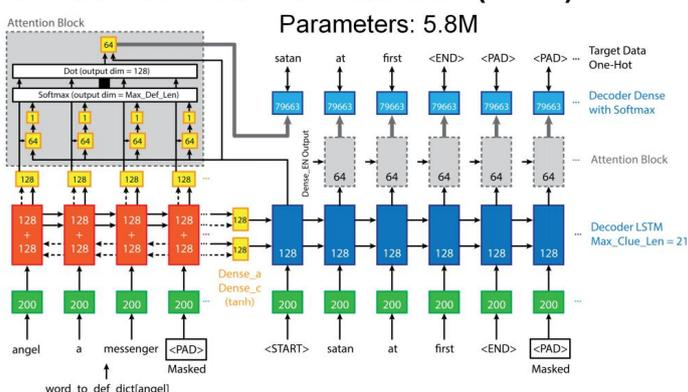 Parameters: 5.8M
Attention Block
64
Dot (output dim = 128)
Softmax (output dim = Max_Def_Len)
1 1 1 1
64 64 64 64
128 128 128 128 ...
satan at first <END> <PAD> <PAD> ... Target Data
One-Hot
79663 79663 79663 79663 79663 79663 ... Decoder Dense
with Softmax
Dense_EN Output
64 64 64 64 64 ... Attention Block
128 + 128
128 + 128
128 + 128
128 + 128
128
128
128 128 128 128 128 128 ... Decoder LSTM
Max_Clue_Len = 21
Dense_a
Dense_c
(tanh)
200 200 200 200 ... 200 200 200 200 200 200 ...
angel a messenger <PAD> <START> satan at first <END> <PAD>
Masked Masked
word_to_def_dict[angel]